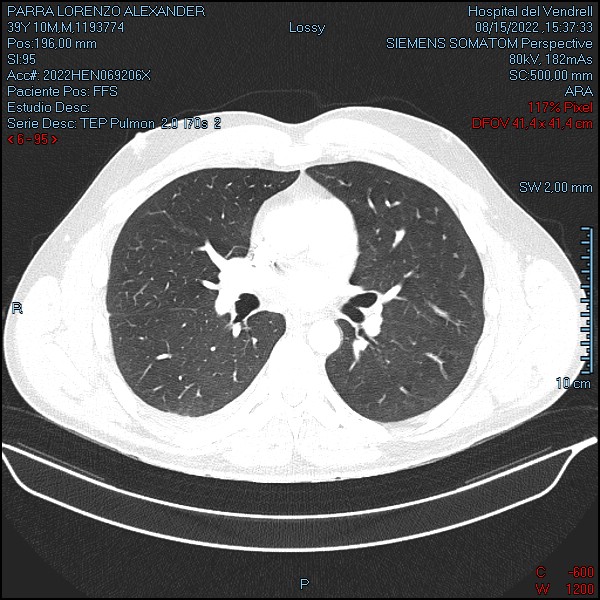 PARRA LORENZO ALEXANDER
39Y 10M,M,1193774
Pos:196,00 mm
SI:95
Acc#: 2022HEN069206X
Paciente Pos: FFS
Estudio Desc:
Serie Desc: TEP Pulmon 2.0 I70s 2
<6-95>
Lossy
Hospital del Vendrell
08/15/2022 ,15:37:33
SIEMENS SOMATOM Perspective
80kV, 182mAs
SC:500,00 mm
ARA
117% Pixel
DFOV 41,4 x 41,4 cm
SW 2,00 mm
R
10 cm
P
C -600
W 1200